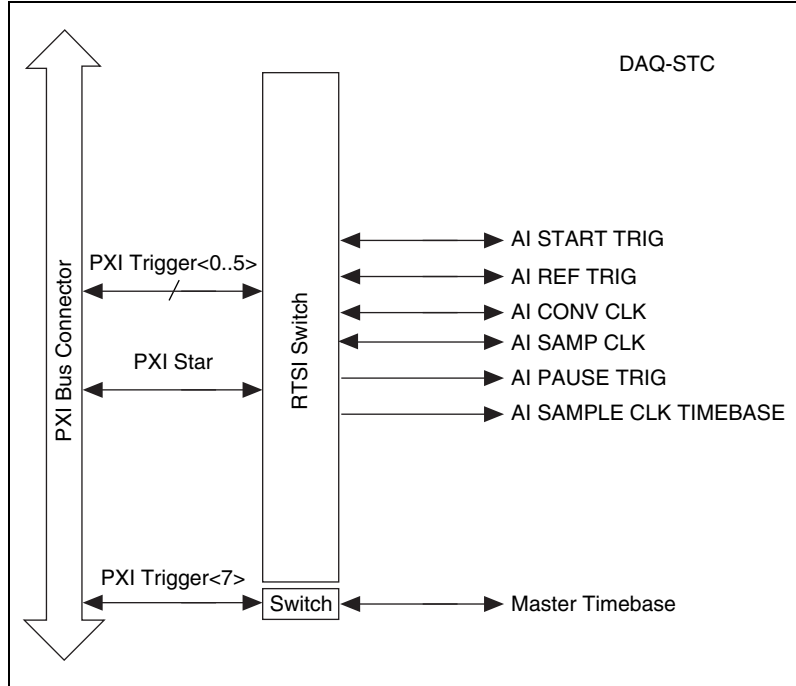 DAQ-STC
PXI Bus Connector
PXI Trigger<0..5>
PXI Star
PXI Trigger<7>
RTSI Switch
Switch
AI START TRIG
AI REF TRIG
AI CONV CLK
AI SAMP CLK
AI PAUSE TRIG
AI SAMPLE CLK TIMEBASE
Master Timebase